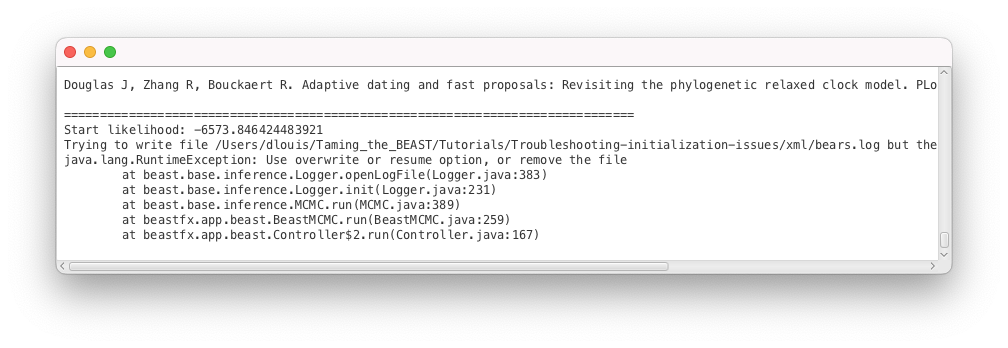 Douglas J, Zhang R, Bouckaert R. Adaptive dating and fast proposals: Revisiting the phylogenetic relaxed clock model. PLo
===========================================================================
Start likelihood: -6573.846424483921
Trying to write file /Users/dlouis/Taming_the_BEAST/Tutorials/Troubleshooting-initialization-issues/xml/bears.log but the
java.lang.RuntimeException: Use overwrite or resume option, or remove the file
at beast.base.inference.Logger.openLogFile(Logger.java:383)
at beast.base.inference.Logger.init(Logger.java:231)
at beast.base.inference.MCMC.run(MCMC.java:389)
at beastfx.app.beast.BeastMCMC.run(BeastMCMC.java:259)
at beastfx.app.beast.Controller$2.run(Controller.java:167)